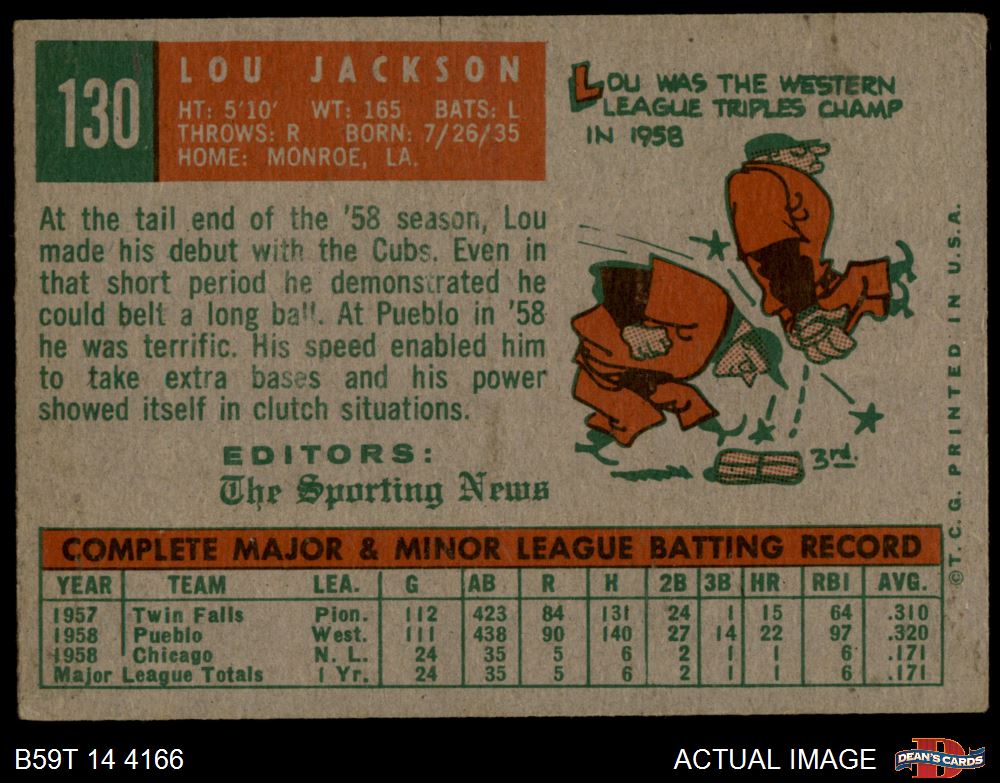 130
LOU JACKSON
HT: 5'10' WT: 165 BATS: L
THROWS: R BORN: 7/26/35
HOME: MONROE, LA.
LOU WAS THE WESTERN
LEAGUE TRIPLES CHAMP
IN 1958
At the tail end of the '58 season, Lou
made his debut with the Cubs. Even in
that short period he demonstrated he
could belt a long ball. At Pueblo in '58
he was terrific. His speed enabled him
to take extra bases and his power
showed itself in clutch situations.
EDITORS:
The Sporting News
3rd.
© T. C. G. PRINTED IN U.S.A.
COMPLETE MAJOR & MINOR LEAGUE BATTING RECORD
YEAR TEAM LEA. G AB R H 2B 3B HR RBI AVG.
1957 Twin Falls Pion. 112 423 84 131 24 1 15 64 .310
1958 Pueblo West. 111 438 90 140 27 14 22 97 .320
1958 Chicago N. L. 24 35 5 6 2 1 1 6 .171
Major League Totals 1 Yr. 24 35 5 6 2 1 1 6 .171
B59T 14 4166
ACTUAL IMAGE
D
DEAN'S CARDS